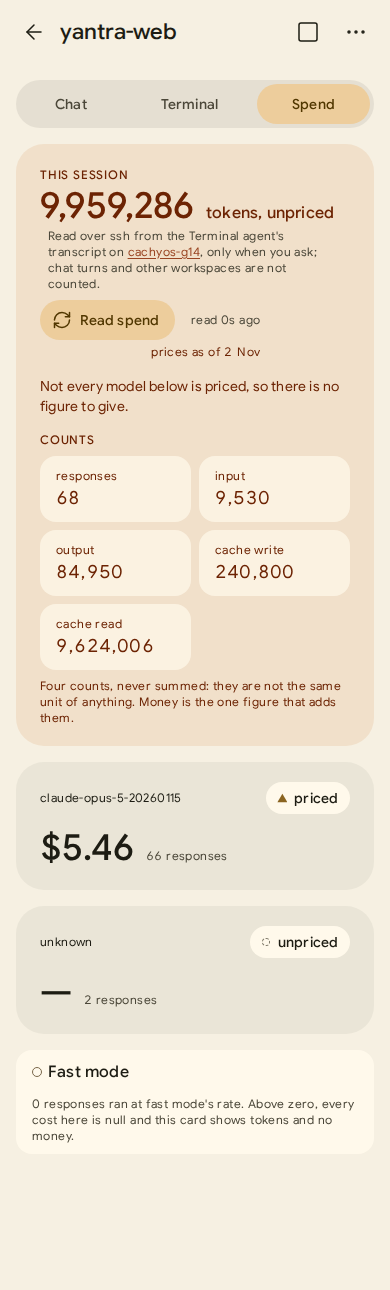 yantra-web
Chat
Terminal
Spend
THIS SESSION
9,959,286 tokens, unpriced
Read over ssh from the Terminal agent's
transcript on cachyos-g14, only when you ask;
chat turns and other workspaces are not
counted.
Read spend
read 0s ago
prices as of 2 Nov
Not every model below is priced, so there is no
figure to give.
COUNTS
responses
68
input
9,530
output
84,950
cache write
240,800
cache read
9,624,006
Four counts, never summed: they are not the same
unit of anything. Money is the one figure that adds
them.
claude-opus-5-20260115
priced
$5.46 66 responses
unknown
unpriced
— 2 responses
Fast mode
0 responses ran at fast mode's rate. Above zero, every
cost here is null and this card shows tokens and no
money.